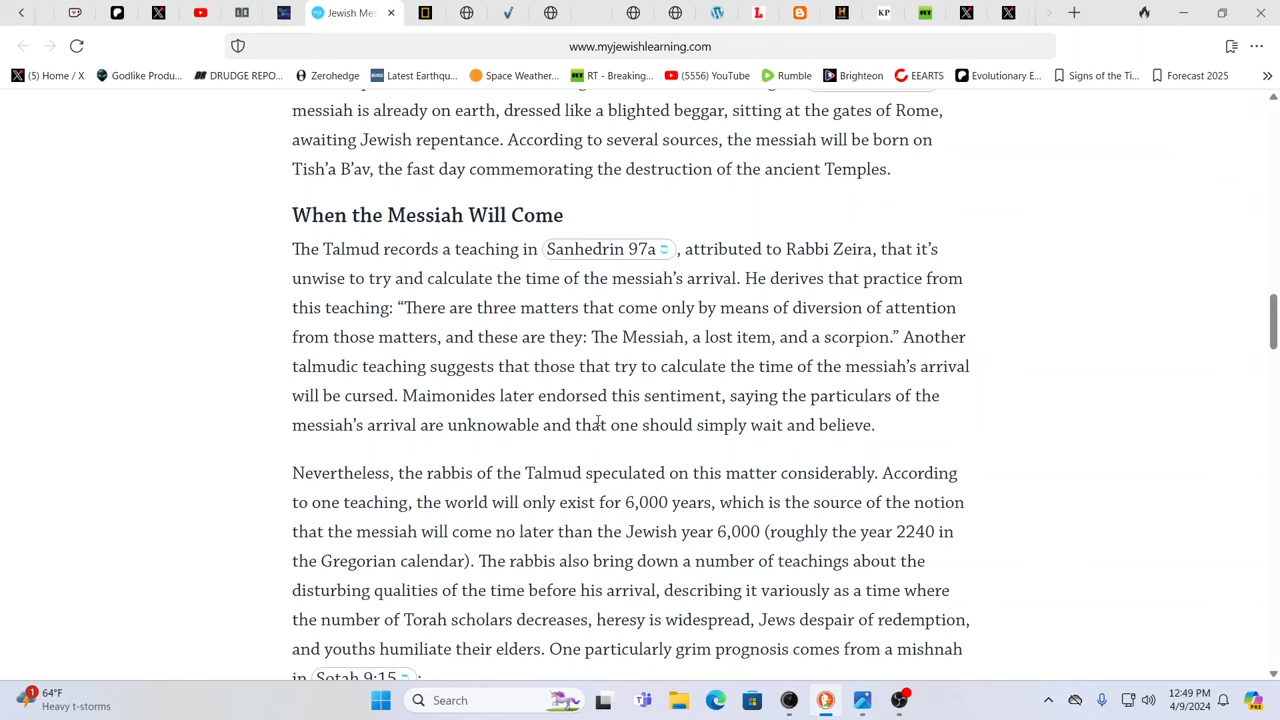 Jewish Mes
www.myjewishlearning.com
(5) Home / X
Godlike Produ...
DRUDGE REPO...
Zerohedge
Latest Earthqu...
Space Weather...
RT - Breaking...
(5556) YouTube
Rumble
Brighteon
EEARTS
Evolutionary E...
Signs of the Ti...
Forecast 2025
messiah is already on earth, dressed like a blighted beggar, sitting at the gates of Rome,
awaiting Jewish repentance. According to several sources, the messiah will be born on
Tish’a B’av, the fast day commemorating the destruction of the ancient Temples.
When the Messiah Will Come
The Talmud records a teaching in Sanhedrin 97a , attributed to Rabbi Zeira, that it’s
unwise to try and calculate the time of the messiah’s arrival. He derives that practice from
this teaching: “There are three matters that come only by means of diversion of attention
from those matters, and these are they: The Messiah, a lost item, and a scorpion.” Another
talmudic teaching suggests that those that try to calculate the time of the messiah’s arrival
will be cursed. Maimonides later endorsed this sentiment, saying the particulars of the
messiah’s arrival are unknowable and that one should simply wait and believe.
Nevertheless, the rabbis of the Talmud speculated on this matter considerably. According
to one teaching, the world will only exist for 6,000 years, which is the source of the notion
that the messiah will come no later than the Jewish year 6,000 (roughly the year 2240 in
the Gregorian calendar). The rabbis also bring down a number of teachings about the
disturbing qualities of the time before his arrival, describing it variously as a time where
the number of Torah scholars decreases, heresy is widespread, Jews despair of redemption,
and youths humiliate their elders. One particularly grim prognosis comes from a mishnah
in Sotah 9:15 :
1
64°F
Heavy t-storms
Search
12:49 PM
4/9/2024